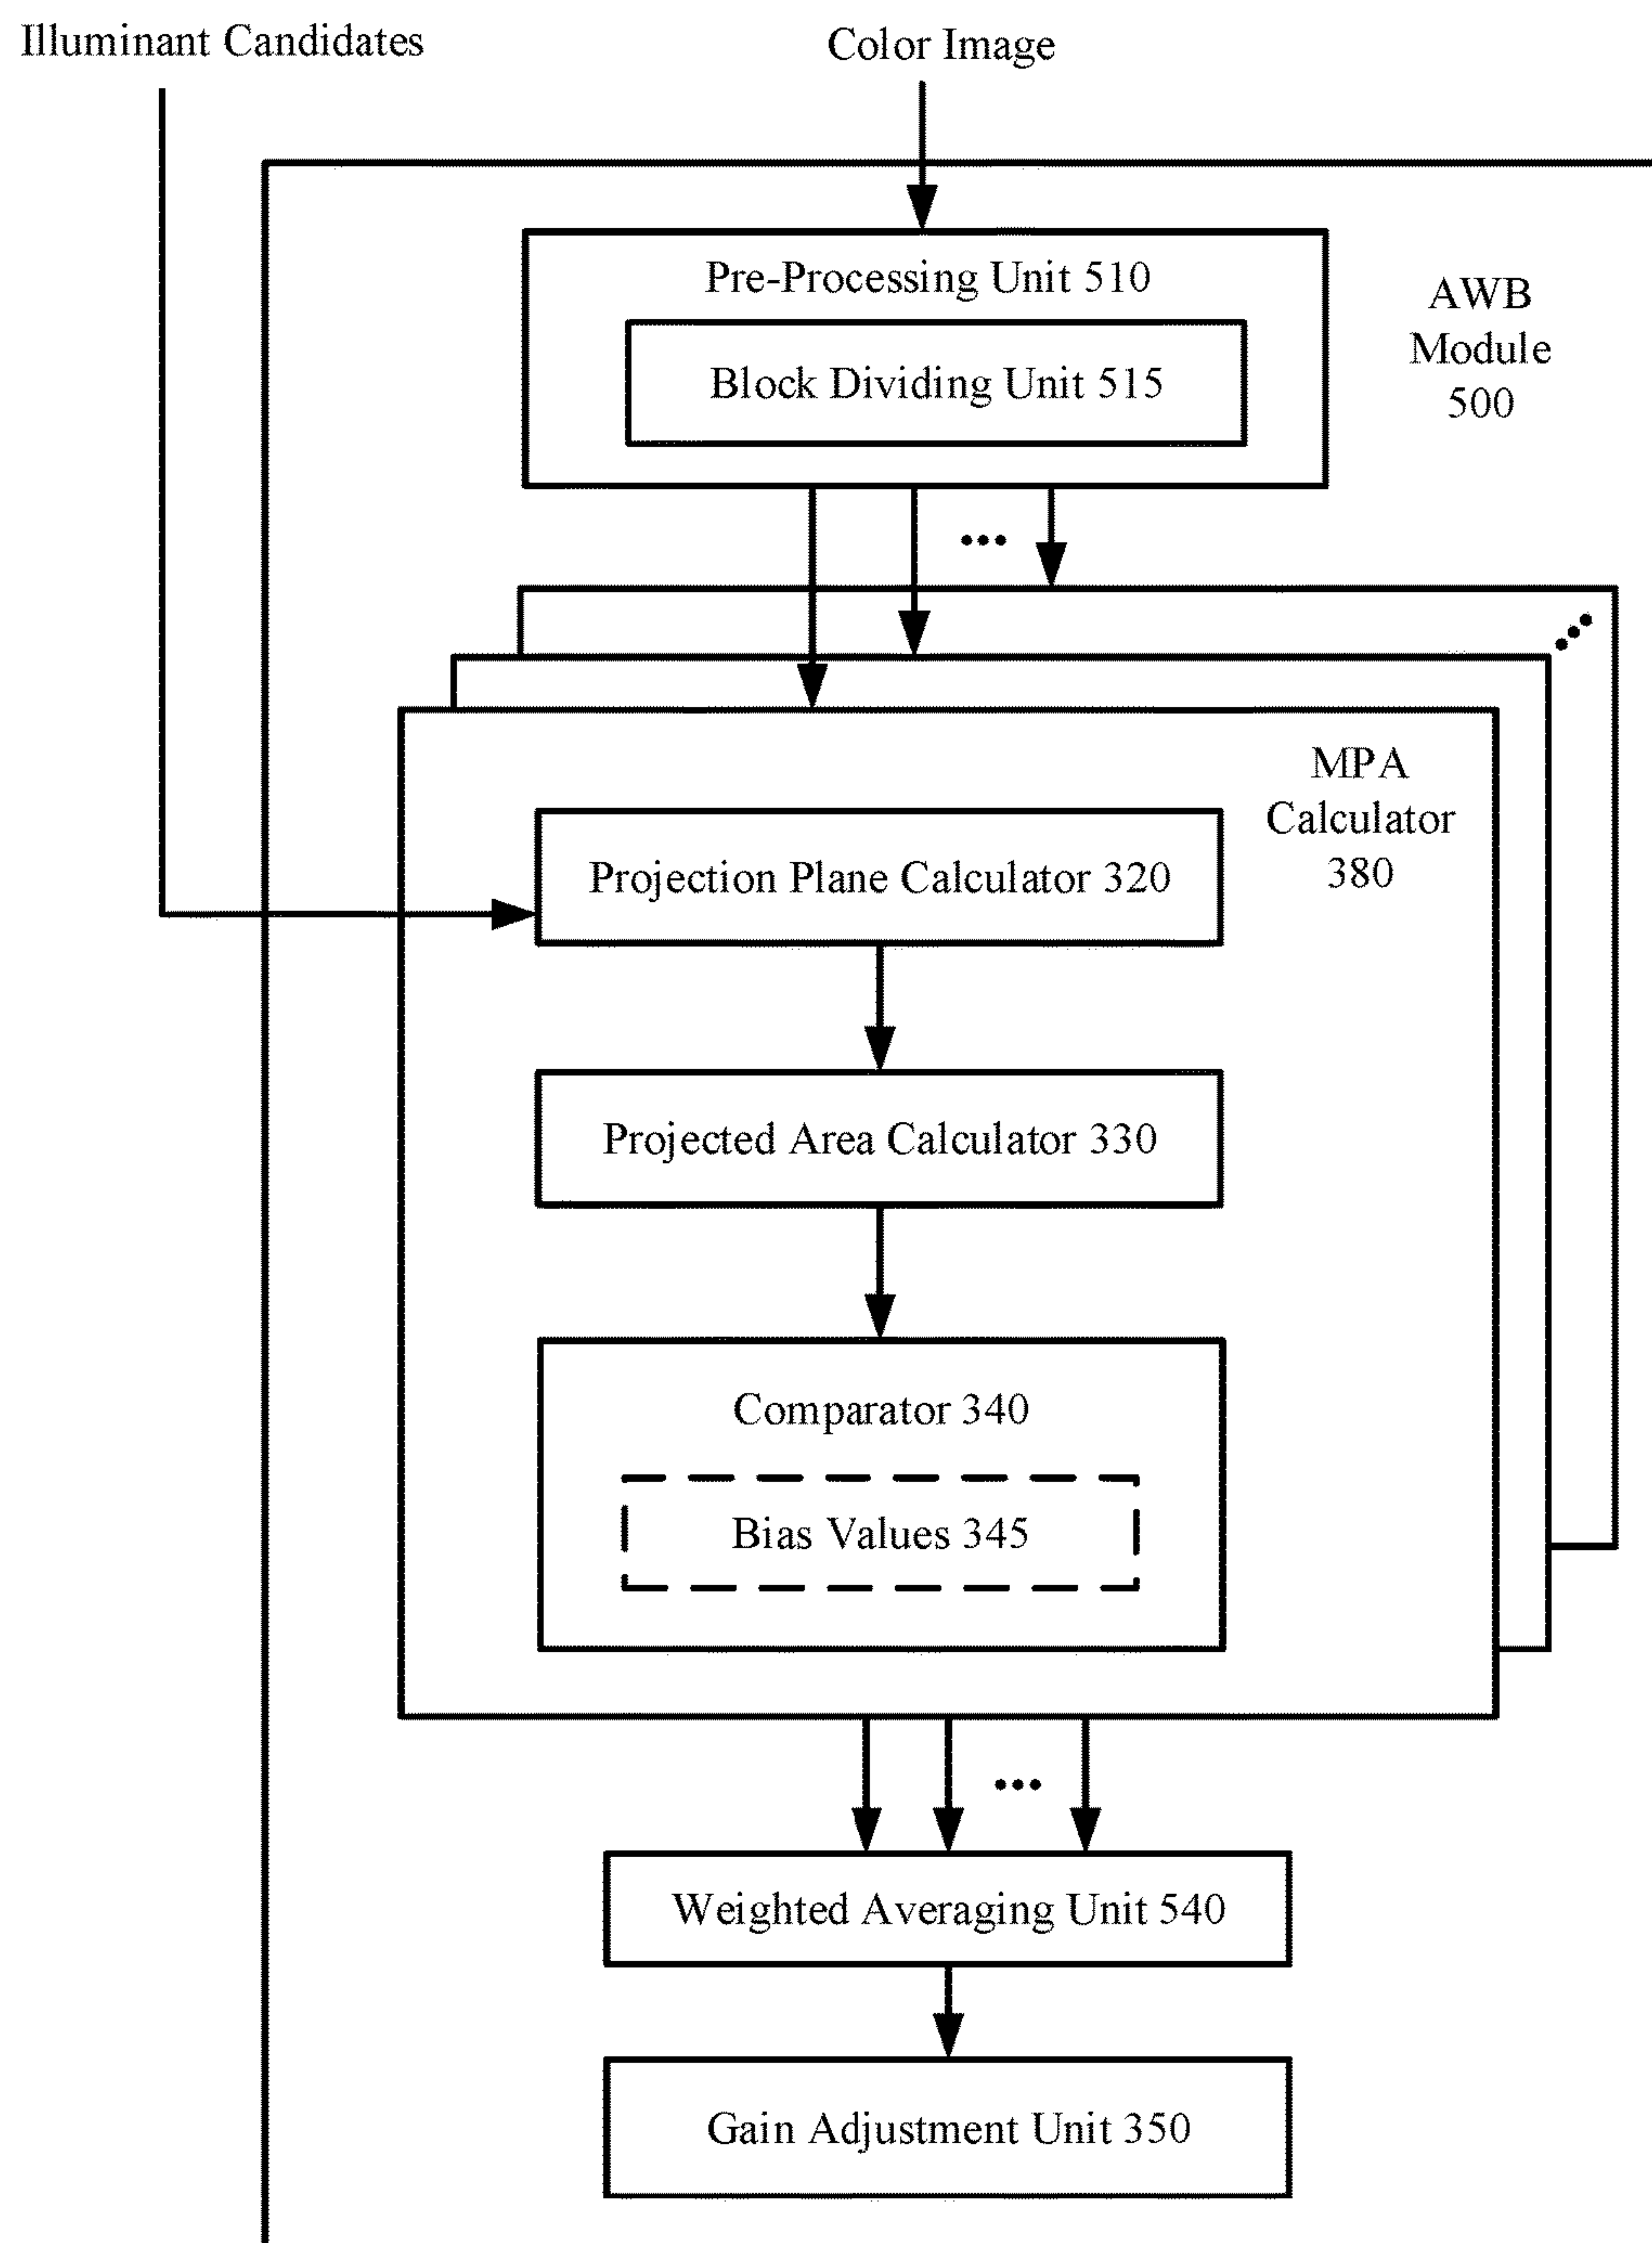 Illuminant Candidates
Color Image
Pre-Processing Unit 510
Block Dividing Unit 515
AWB
Module
500
MPA
Calculator
380
Projection Plane Calculator 320
Projected Area Calculator 330
Comparator 340
Bias Values 345
Weighted Averaging Unit 540
Gain Adjustment Unit 350